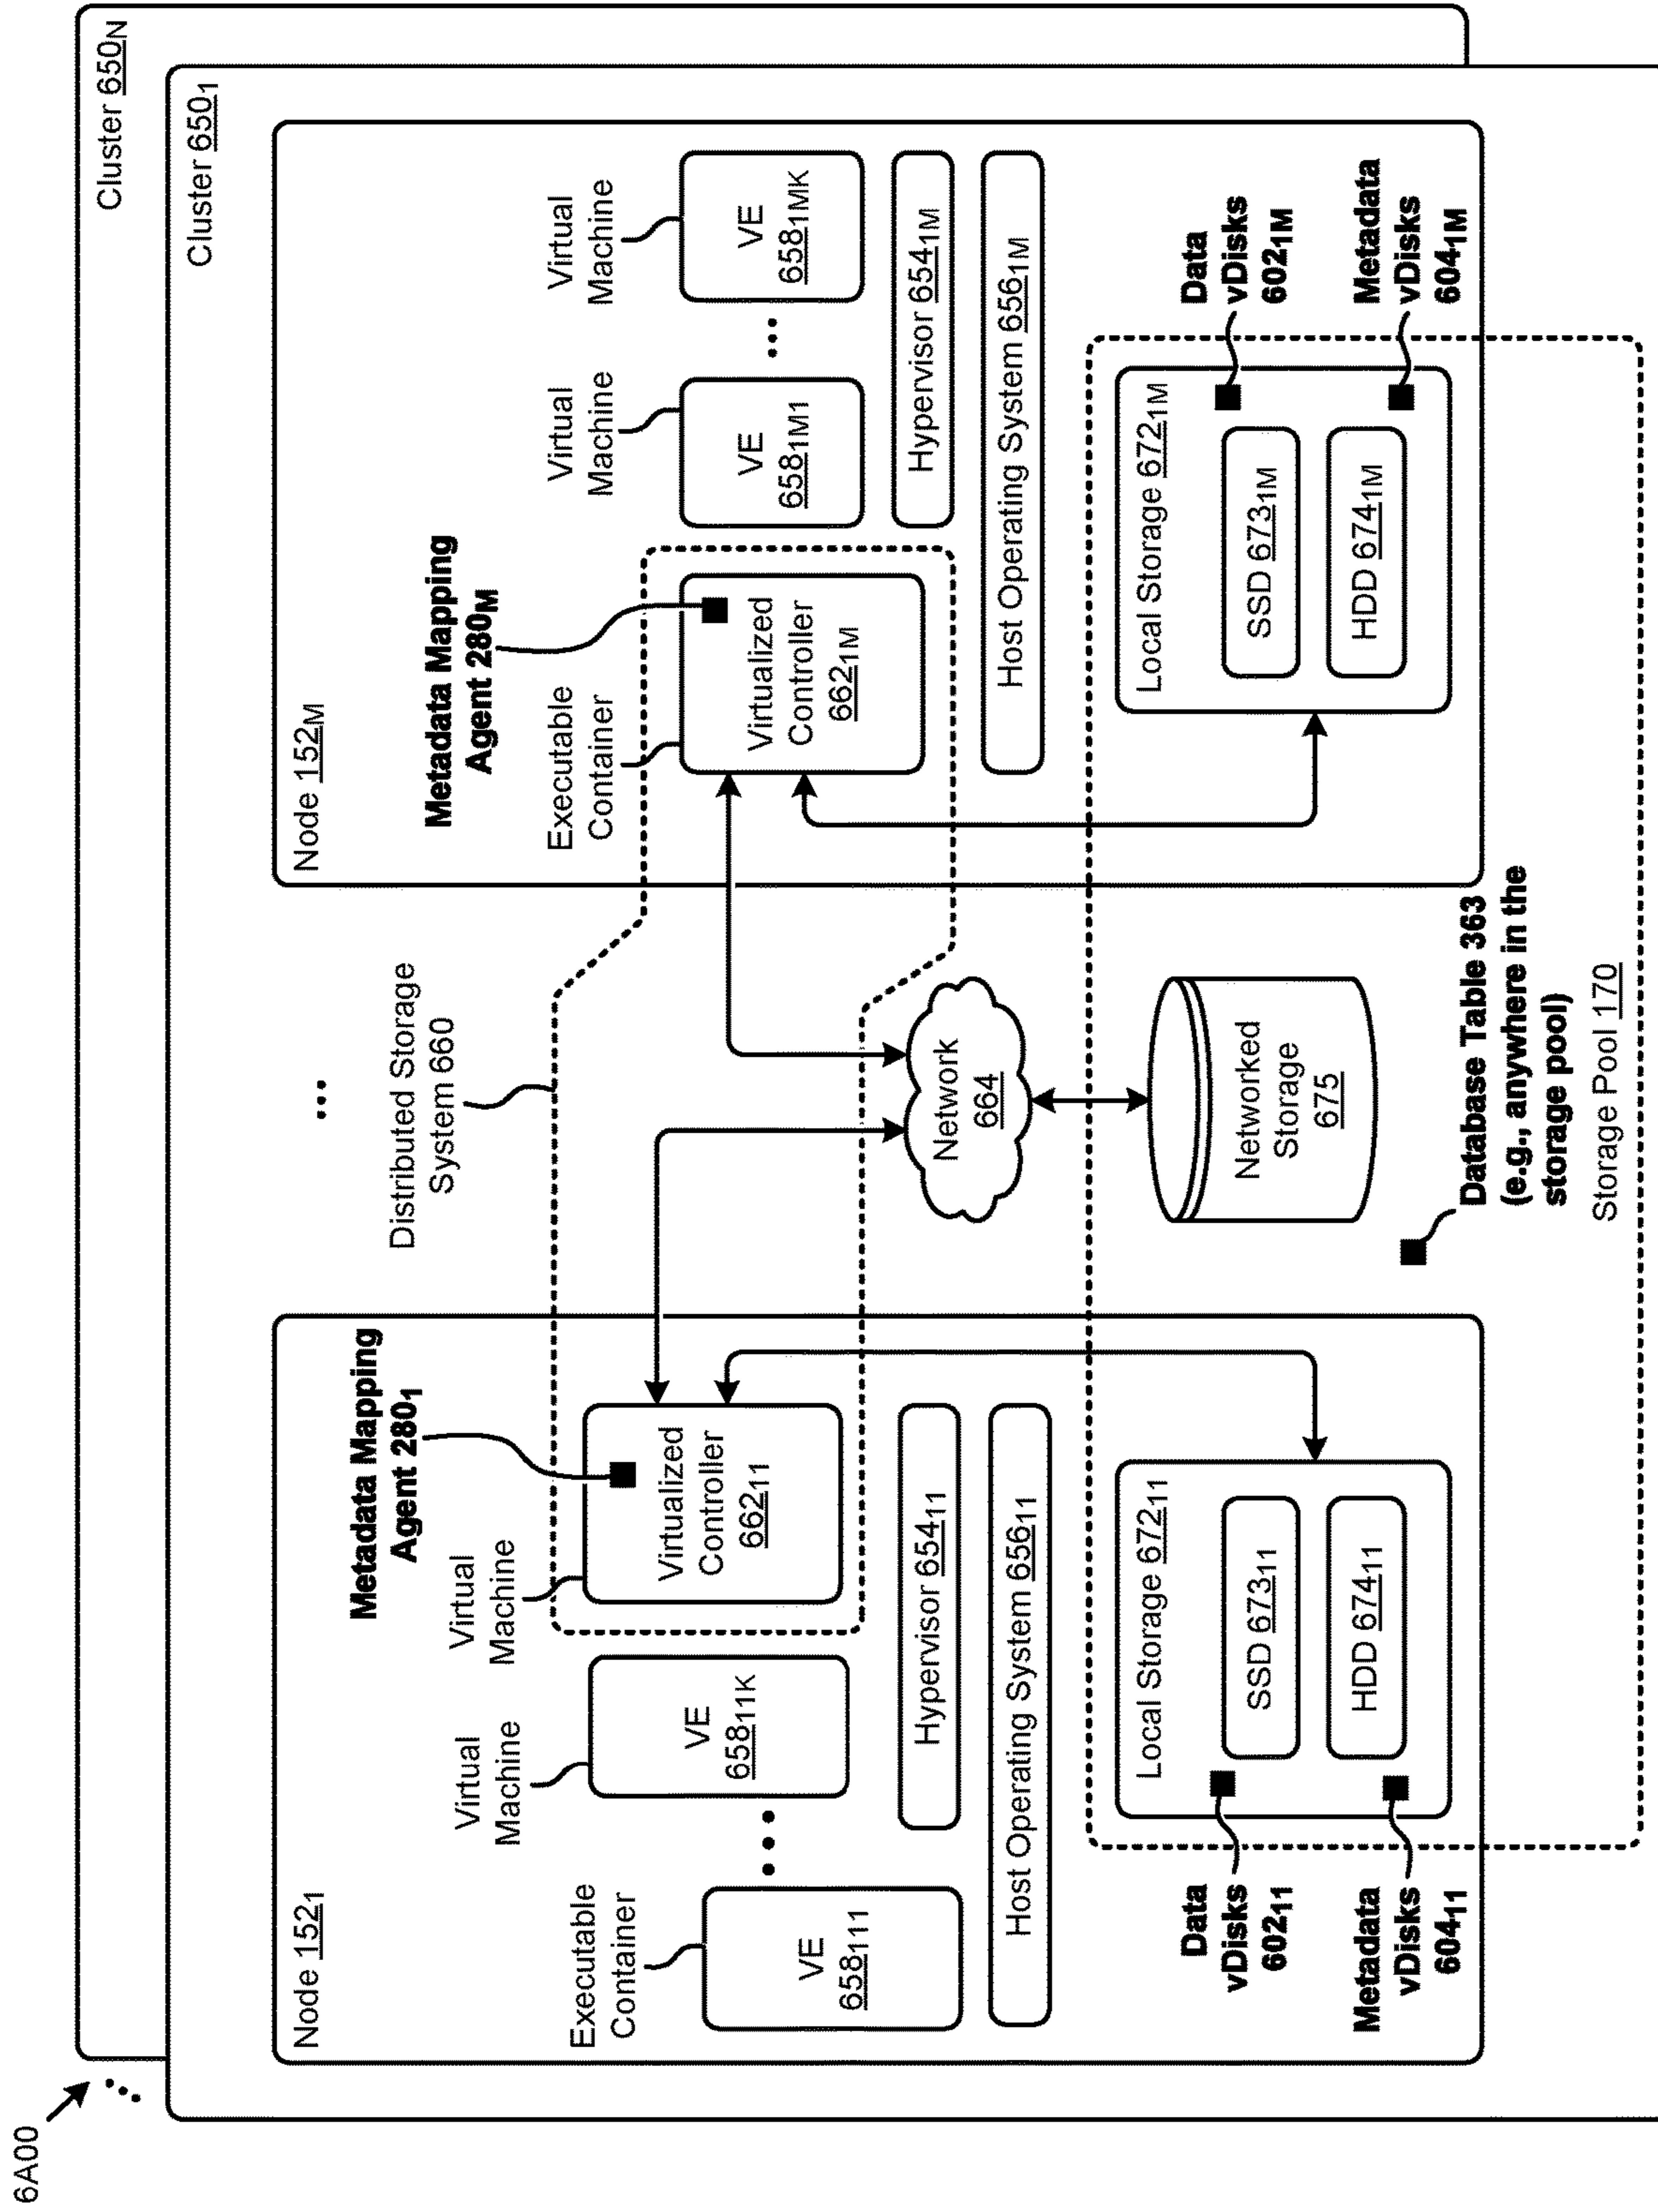 6A00
Cluster 650N
Cluster 6501
Node 1521
Metadata Mapping
Agent 2801
Virtual
Machine
Virtual
Machine
Executable
Container
VE
658111
VE
65811K
Virtualized
Controller
66211
Hypervisor 65411
Host Operating System 65611
Local Storage 67211
SSD 67311
HDD 67411
Data
vDisks
60211
Metadata
vDisks
60411
...
Distributed Storage
System 660
Network
664
Networked
Storage
675
Database Table 363
(e.g., anywhere in the
storage pool)
Storage Pool 170
Node 152M
Metadata Mapping
Agent 280M
Executable
Container
Virtual
Machine
Virtual
Machine
Virtualized
Controller
6621M
VE
6581M1
...
VE
6581MK
Hypervisor 6541M
Host Operating System 6561M
Local Storage 6721M
SSD 6731M
HDD 6741M
Data
vDisks
6021M
Metadata
vDisks
6041M